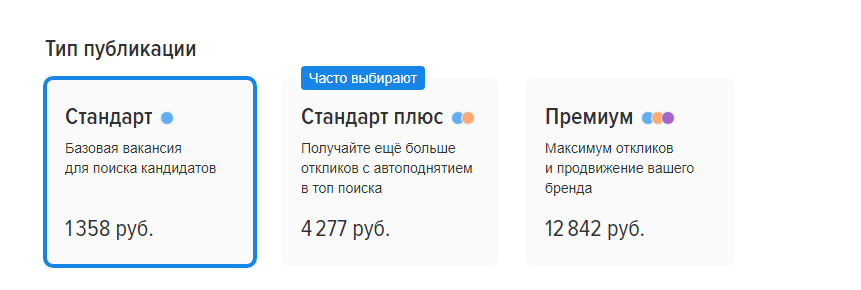 Тип публикации
Стандарт
Базовая вакансия
для поиска кандидатов
1 358 руб.
Часто выбирают
Стандарт плюс
Получайте ещё больше
откликов с автоподнятием
в топ поиска
4 277 руб.
Премиум
Максимум откликов
и продвижение вашего
бренда
12 842 руб.